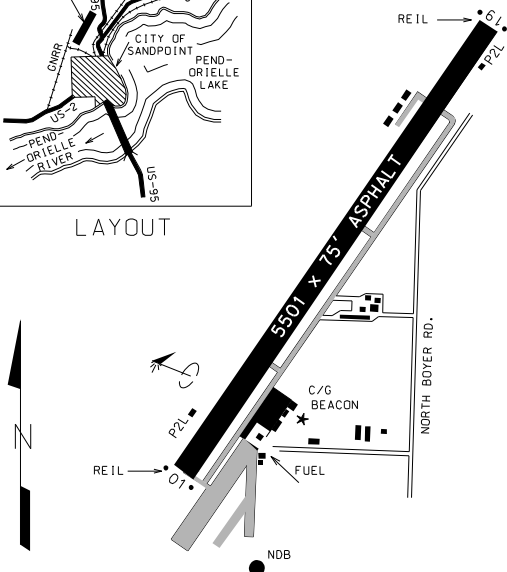 95
GNRR
CITY OF
SANDPOINT
PEND-
ORIELLE
LAKE
US-2
PEND-
ORIELLE
RIVER
US-95
LAYOUT
REIL
19
P2L
5501 x 75' ASPHALT
NORTH BOYER RD.
C/G
BEACON
P2L
N
REIL
01
FUEL
NDB